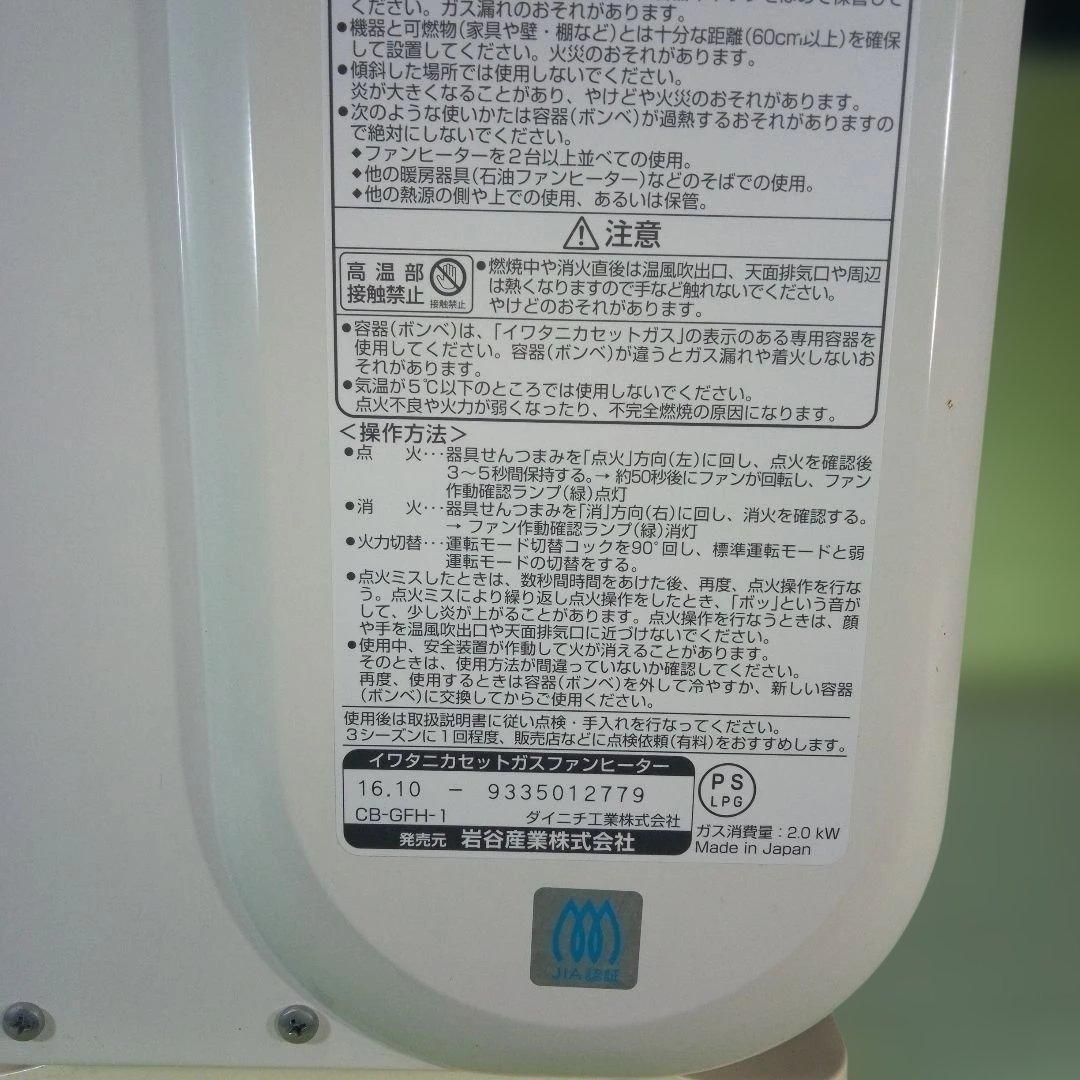 ください。ガス漏れのおそれがあります。
●機器と可燃物(家具や壁・棚など)とは十分な距離(60cm以上)を確保
して設置してください。火災のおそれがあります。
●傾斜した場所では使用しないでください。
炎が大きくなることがあり、やけどや火災のおそれがあります。
●次のような使いかたは容器(ボンベ)が過熱するおそれがありますの
で絶対にしないでください。
◆ファンヒーターを2台以上並べての使用。
◆他の暖房器具(石油ファンヒーター)などのそばでの使用。
◆他の熱源の側や上での使用、あるいは保管。
⚠注意
高温部
接触禁止
接触禁止
●燃焼中や消火直後は温風吹出口、天面排気口や周辺
は熱くなりますので手など触れないでください。
やけどのおそれがあります。
●容器(ボンベ)は、「イワタニカセットガス」の表示のある専用容器を
使用してください。容器(ボンベ)が違うとガス漏れや着火しないお
それがあります。
●気温が5℃以下のところでは使用しないでください。
点火不良や火力が弱くなったり、不完全燃焼の原因になります。
<操作方法>
●点　火…器具せんつまみを「点火」方向(左)に回し、点火を確認後
3〜5秒間保持する。→ 約50秒後にファンが回転し、ファン
作動確認ランプ(緑)点灯
●消　火…器具せんつまみを「消」方向(右)に回し、消火を確認する。
→ ファン作動確認ランプ(緑)消灯
●火力切替…運転モード切替コックを90°回し、標準運転モードと弱
運転モードの切替をする。
●点火ミスしたときは、数秒間時間をあけた後、再度、点火操作を行な
う。点火ミスにより繰り返し点火操作をしたとき、「ボッ」という音が
して、少し炎が上がることがあります。点火操作を行なうときは、顔
や手を温風吹出口や天面排気口に近づけないでください。
●使用中、安全装置が作動して火が消えることがあります。
そのときは、使用方法が間違っていないか確認してください。
再度、使用するときは容器(ボンベ)を外して冷やすか、新しい容器
(ボンベ)に交換してからご使用ください。
使用後は取扱説明書に従い点検・手入れを行なってください。
3シーズンに1回程度、販売店などに点検依頼(有料)をおすすめします。
イワタニカセットガスファンヒーター
16.10 － 9335012779
CB-GFH-1 ダイニチ工業株式会社
発売元 岩谷産業株式会社
PS
LPG
ガス消費量：2.0 kW
Made in Japan
JIA認証